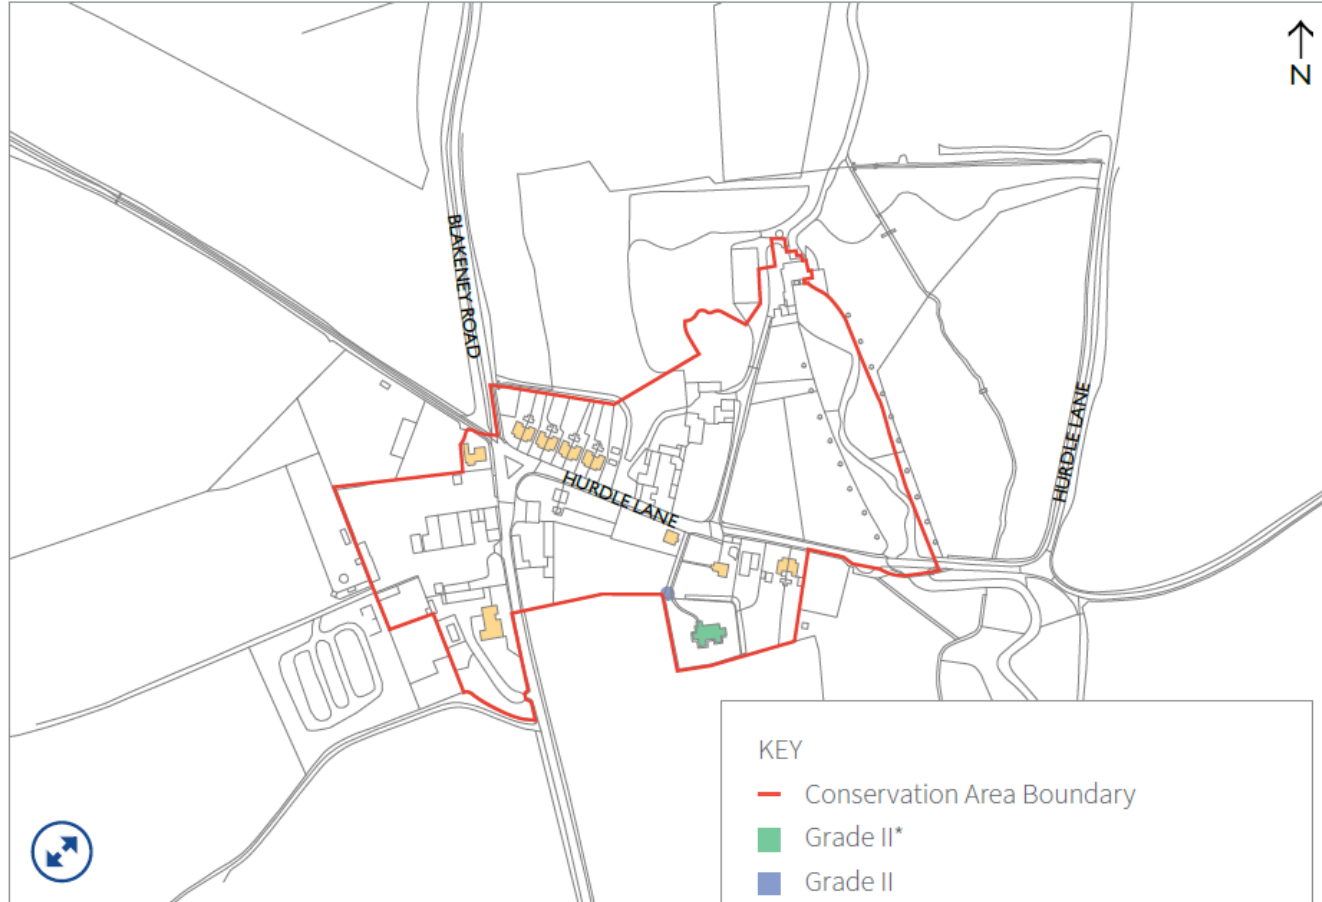 N
BLAKENEY ROAD
HURDLE LANE
HURDLE LANE
KEY
Conservation Area Boundary
Grade II*
Grade II